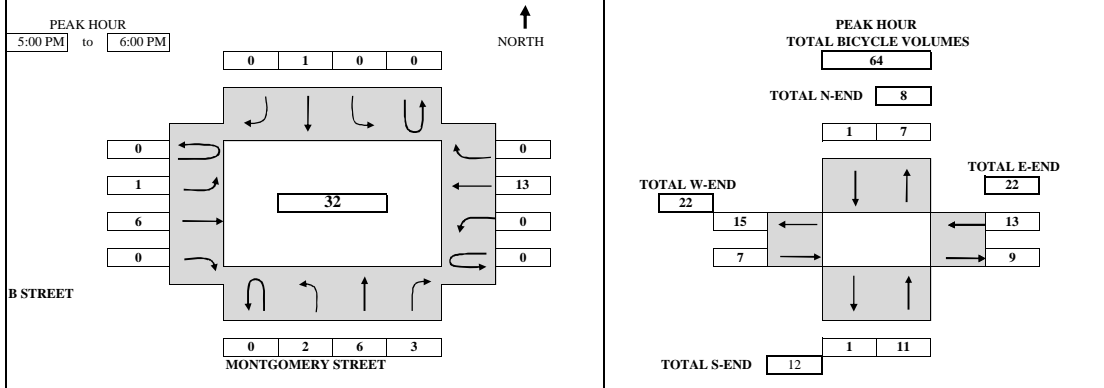 PEAK HOUR
5:00 PM to 6:00 PM
NORTH
0 1 0 0
0 0
1 13
32
6 0
0 0
B STREET
0 2 6 3
MONTGOMERY STREET
PEAK HOUR
TOTAL BICYCLE VOLUMES
64
TOTAL N-END 8
1 7
TOTAL W-END TOTAL E-END
22 22
15 13
7 9
1 11
TOTAL S-END 12